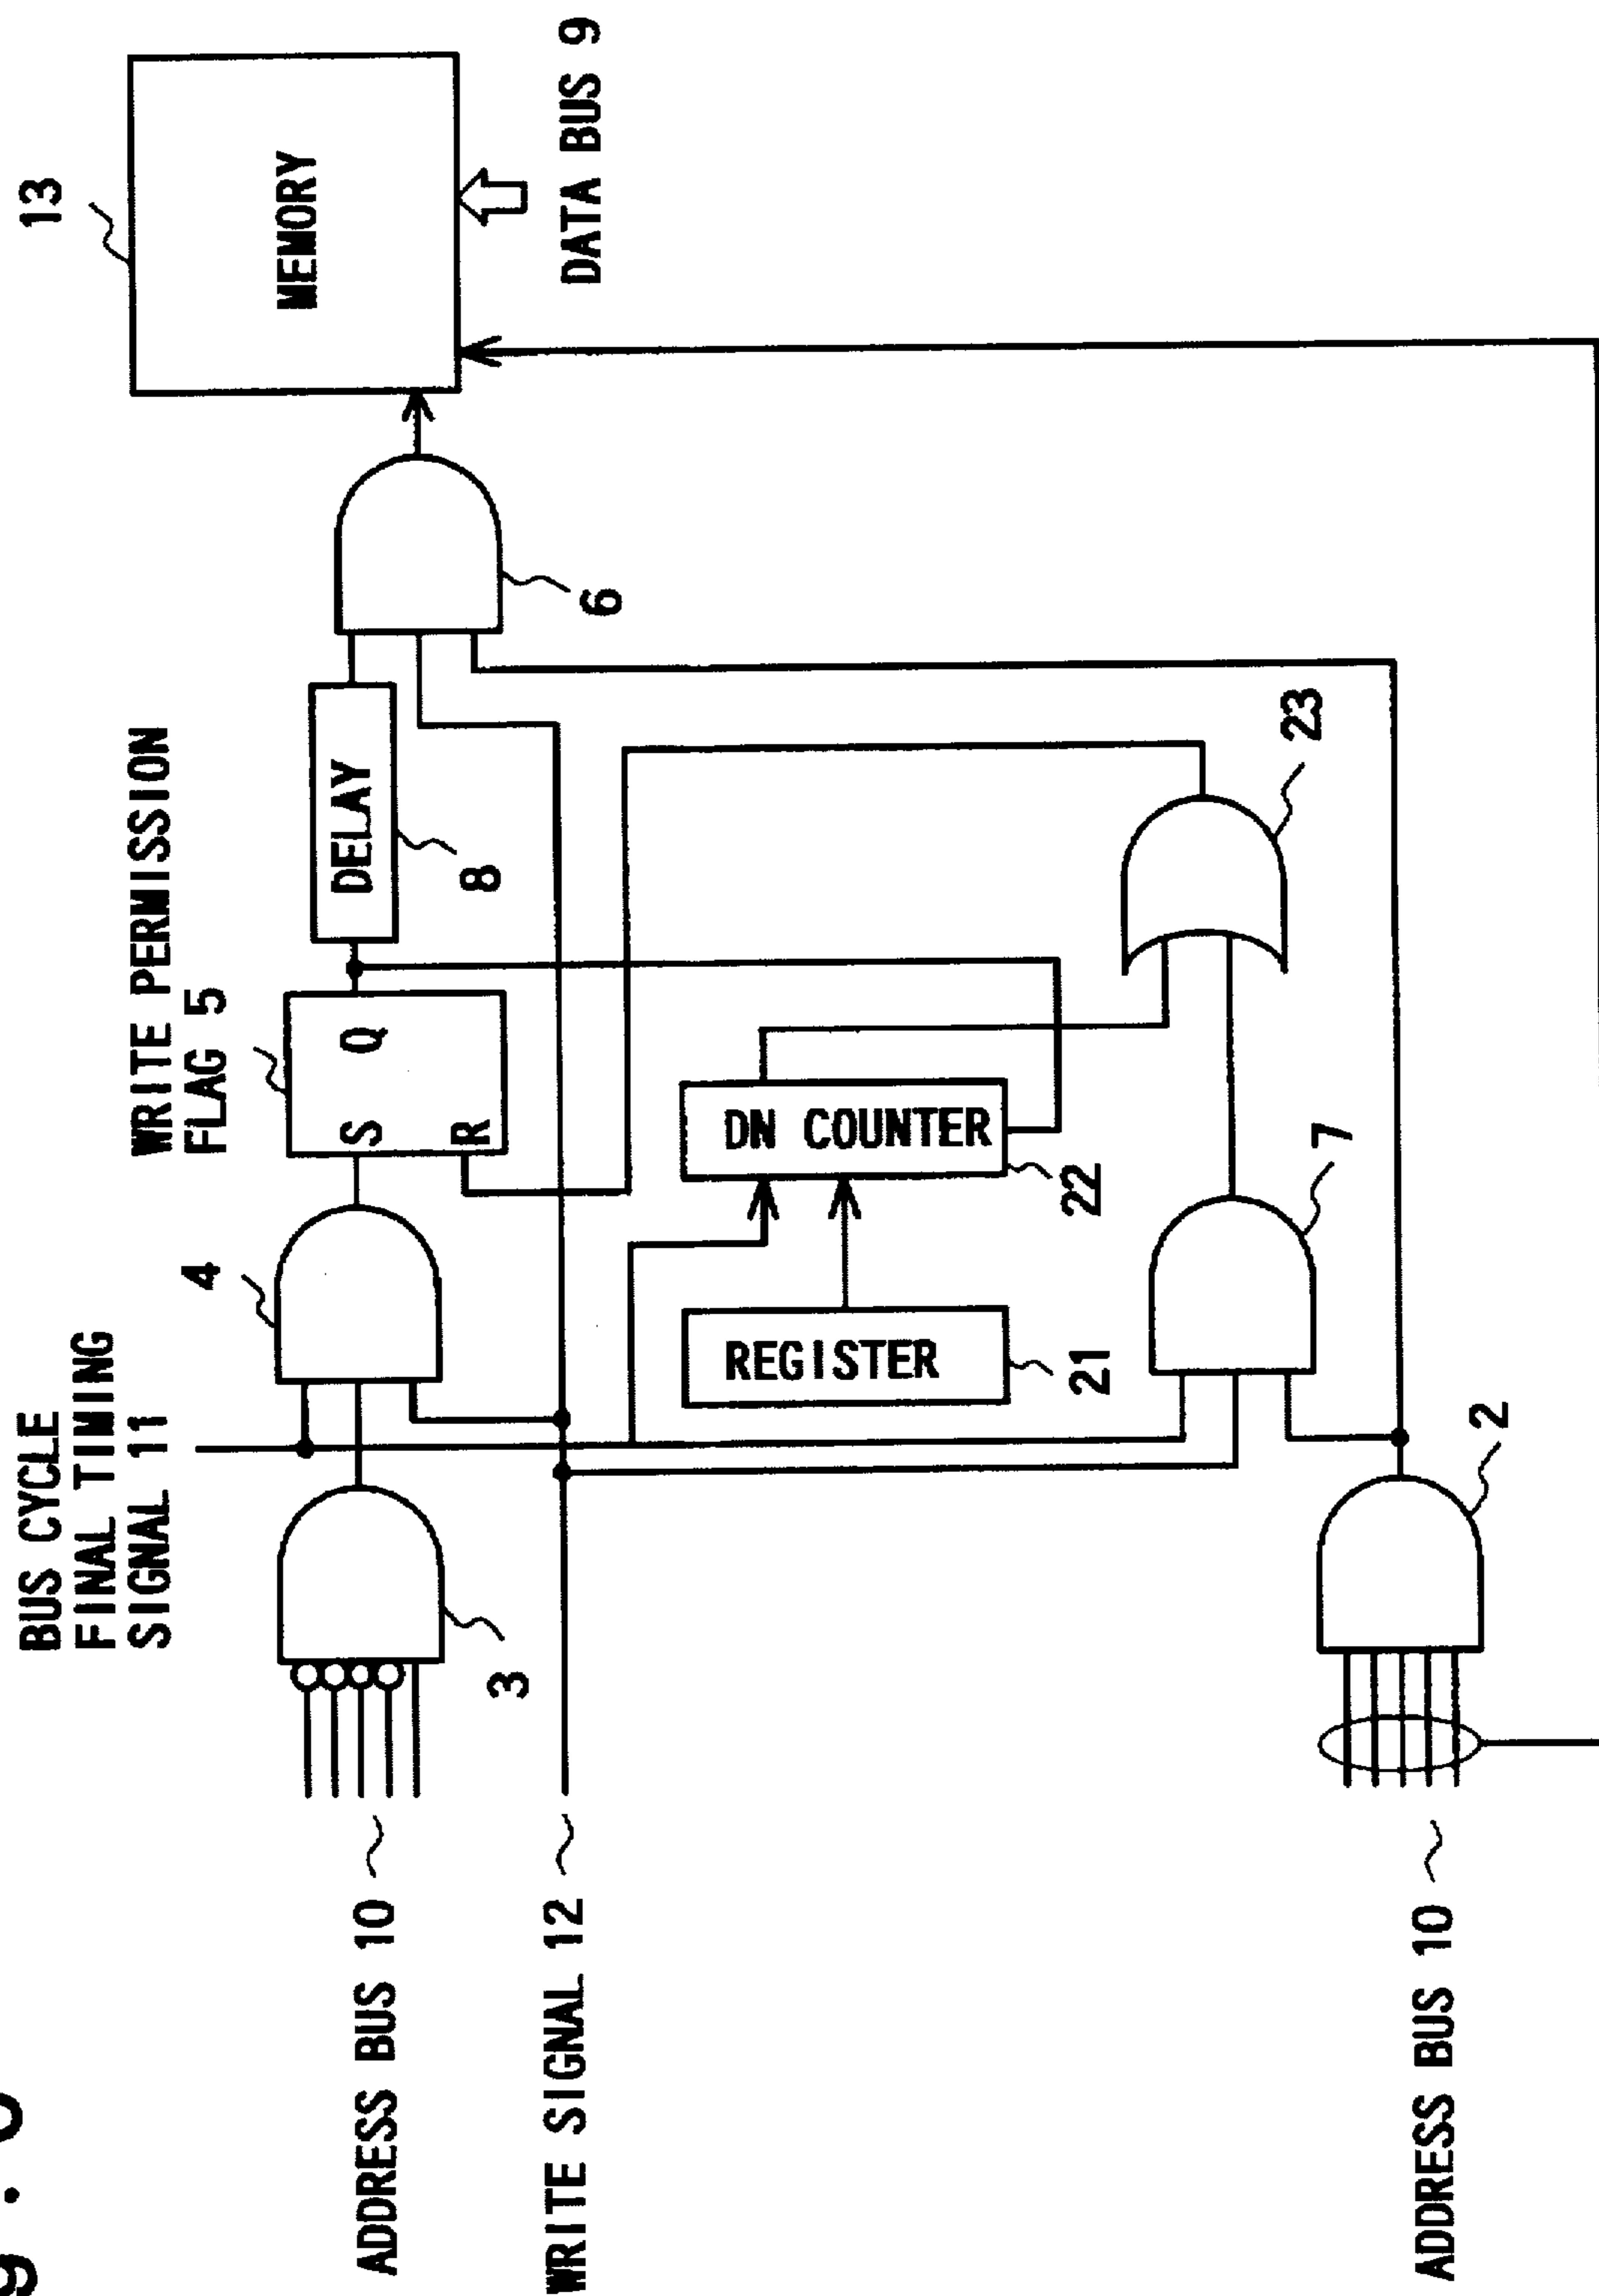 BUS CYCLE
FINAL TIMING
SIGNAL 11
WRITE PERMISSION
FLAG 5
13
MEMORY
DATA BUS 9
4
S
Q
R
DELAY
8
6
3
ADDRESS BUS 10
WRITE SIGNAL 12
REGISTER
21
DN COUNTER
22
23
7
2
ADDRESS BUS 10